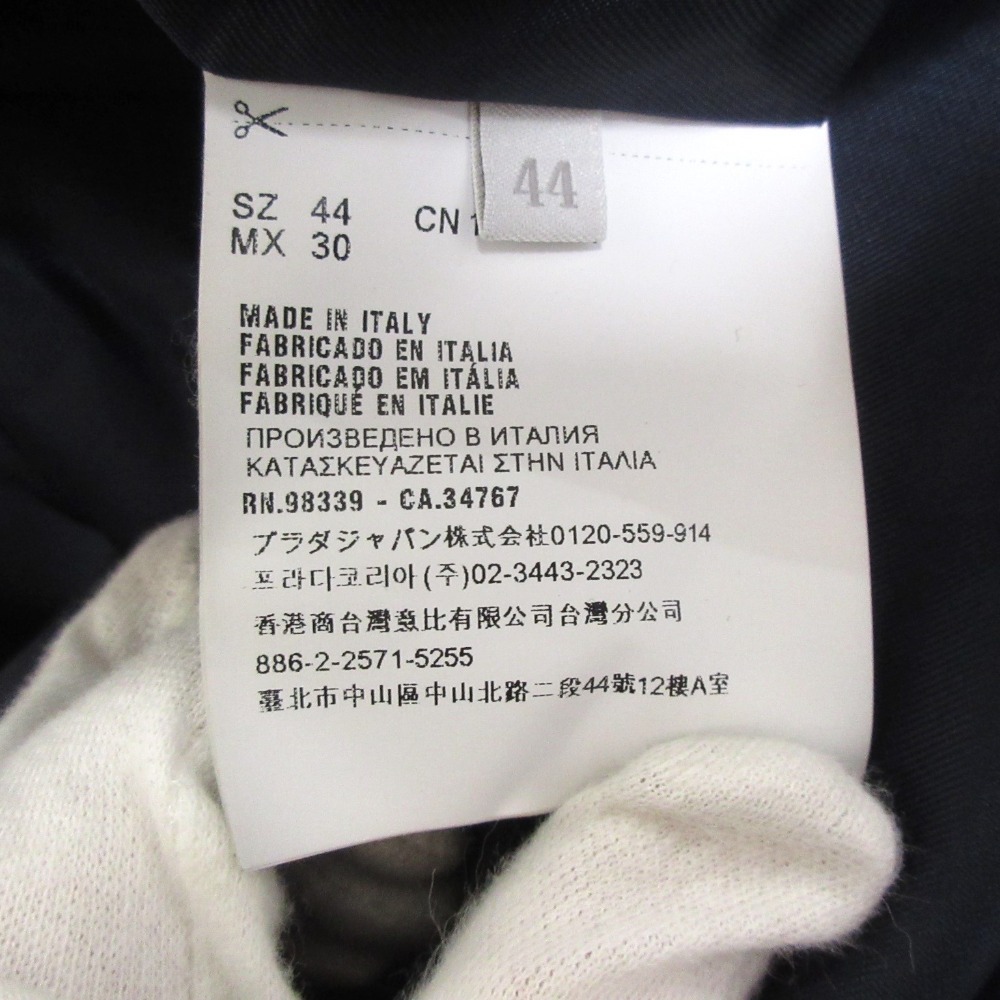 44
SZ 44 CN
MX 30
MADE IN ITALY
FABRICADO EN ITALIA
FABRICADO EM ITÁLIA
FABRIQUÉ EN ITALIE
ПРОИЗВЕДЕНО В ИТАЛИЯ
ΚΑΤΑΣΚΕΥΑΖΕΤΑΙ ΣΤΗΝ ΙΤΑΛΙΑ
RN.98339 - CA.34767
プラダジャパン株式会社0120-559-914
프라다코리아(주)02-3443-2323
香港商台灣意比有限公司台灣分公司
886-2-2571-5255
臺北市中山區中山北路二段44號12樓A室